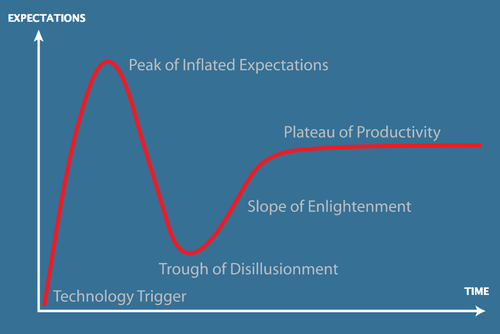 EXPECTATIONS
Peak of Inflated Expectations
Plateau of Productivity
Slope of Enlightenment
Trough of Disillusionment
TIME
Technology Trigger